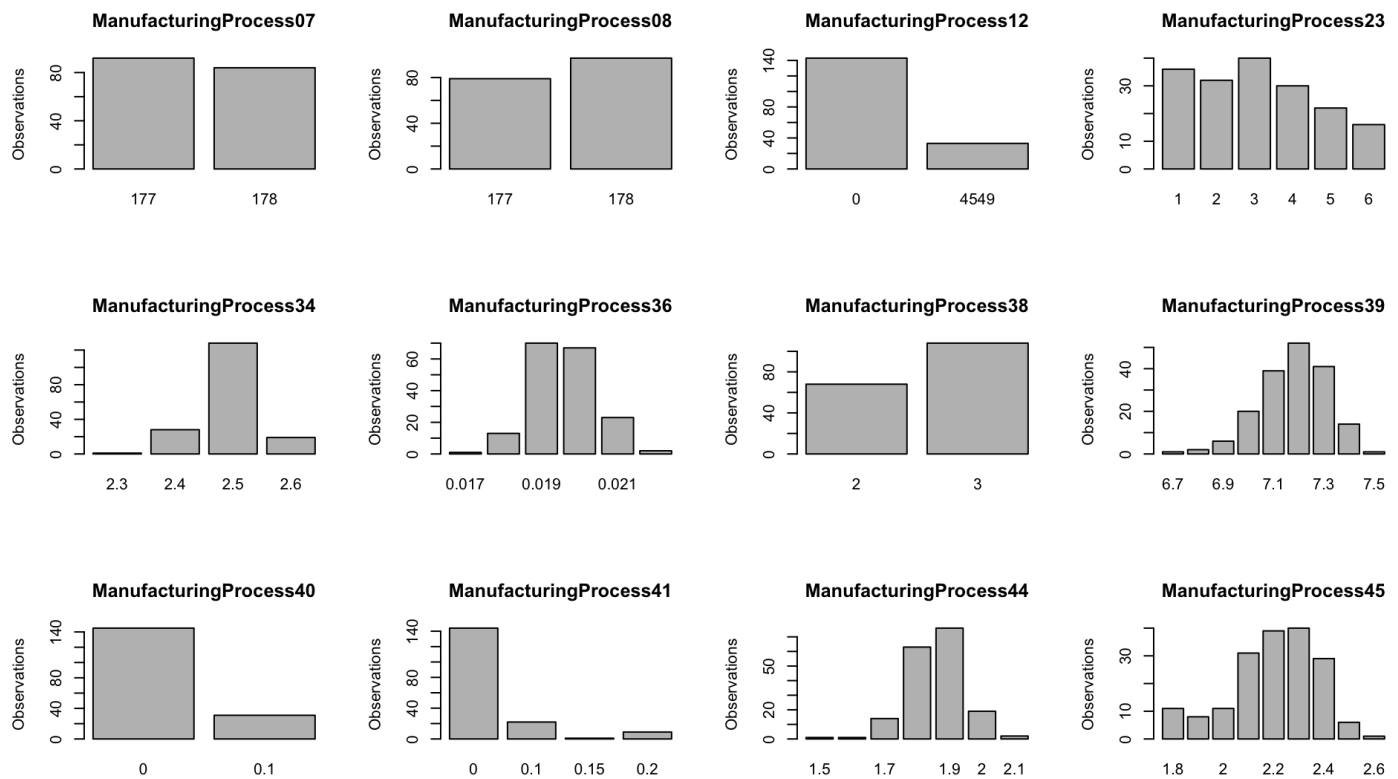 ManufacturingProcess07
Observations
0 40 80
177 178
ManufacturingProcess08
Observations
0 40 80
177 178
ManufacturingProcess12
Observations
0 40 80 140
0 4549
ManufacturingProcess23
Observations
0 10 30
1 2 3 4 5 6
ManufacturingProcess34
Observations
0 40 80
2.3 2.4 2.5 2.6
ManufacturingProcess36
Observations
0 20 40 60
0.017 0.019 0.021
ManufacturingProcess38
Observations
0 40 80
2 3
ManufacturingProcess39
Observations
0 20 40
6.7 6.9 7.1 7.3 7.5
ManufacturingProcess40
Observations
0 40 80 140
0 0.1
ManufacturingProcess41
Observations
0 40 80 140
0 0.1 0.15 0.2
ManufacturingProcess44
Observations
0 20 50
1.5 1.7 1.9 2 2.1
ManufacturingProcess45
Observations
0 10 30
1.8 2 2.2 2.4 2.6